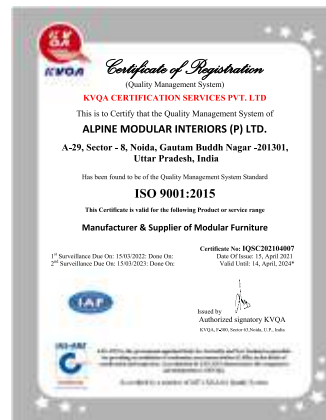 KVQA
Certificate of Registration
(Quality Management System)
KVQA CERTIFICATION SERVICES PVT. LTD
This is to Certify that the Quality Management System of
ALPINE MODULAR INTERIORS (P) LTD.
A-29, Sector - 8, Noida, Gautam Buddh Nagar -201301,
Uttar Pradesh, India
Has been found to be of the Quality Management System Standard
ISO 9001:2015
This Certificate is valid for the following Product or service range
Manufacturer & Supplier of Modular Furniture
Certificate No: IQSC202104007
1st Surveillance Due On: 15/03/2022: Done On: Date Of Issue: 15, April 2021
2nd Surveillance Due On: 15/03/2023: Done On: Valid Until: 14, April, 2024*
IAF
Issued by
Authorized signatory KVQA
KVQA, Sector 63,Noida, U.P., India